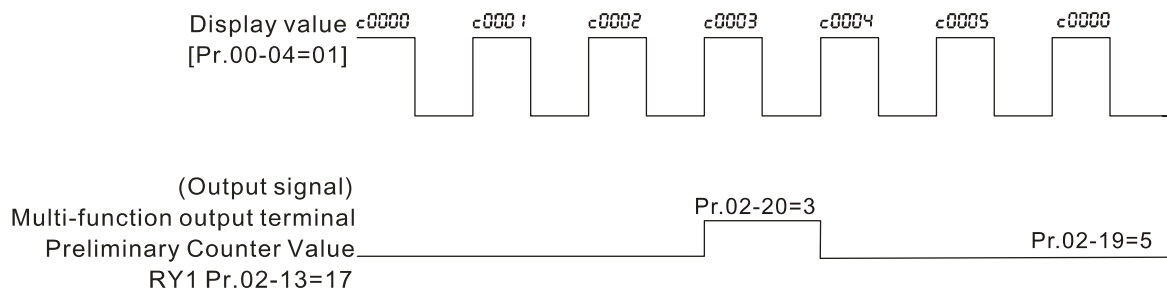 Display value c0000 c0001 c0002 c0003 c0004 c0005 c0000
[Pr.00-04=01]
(Output signal)
Multi-function output terminal
Pr.02-20=3
Preliminary Counter Value
Pr.02-19=5
RY1 Pr.02-13=17